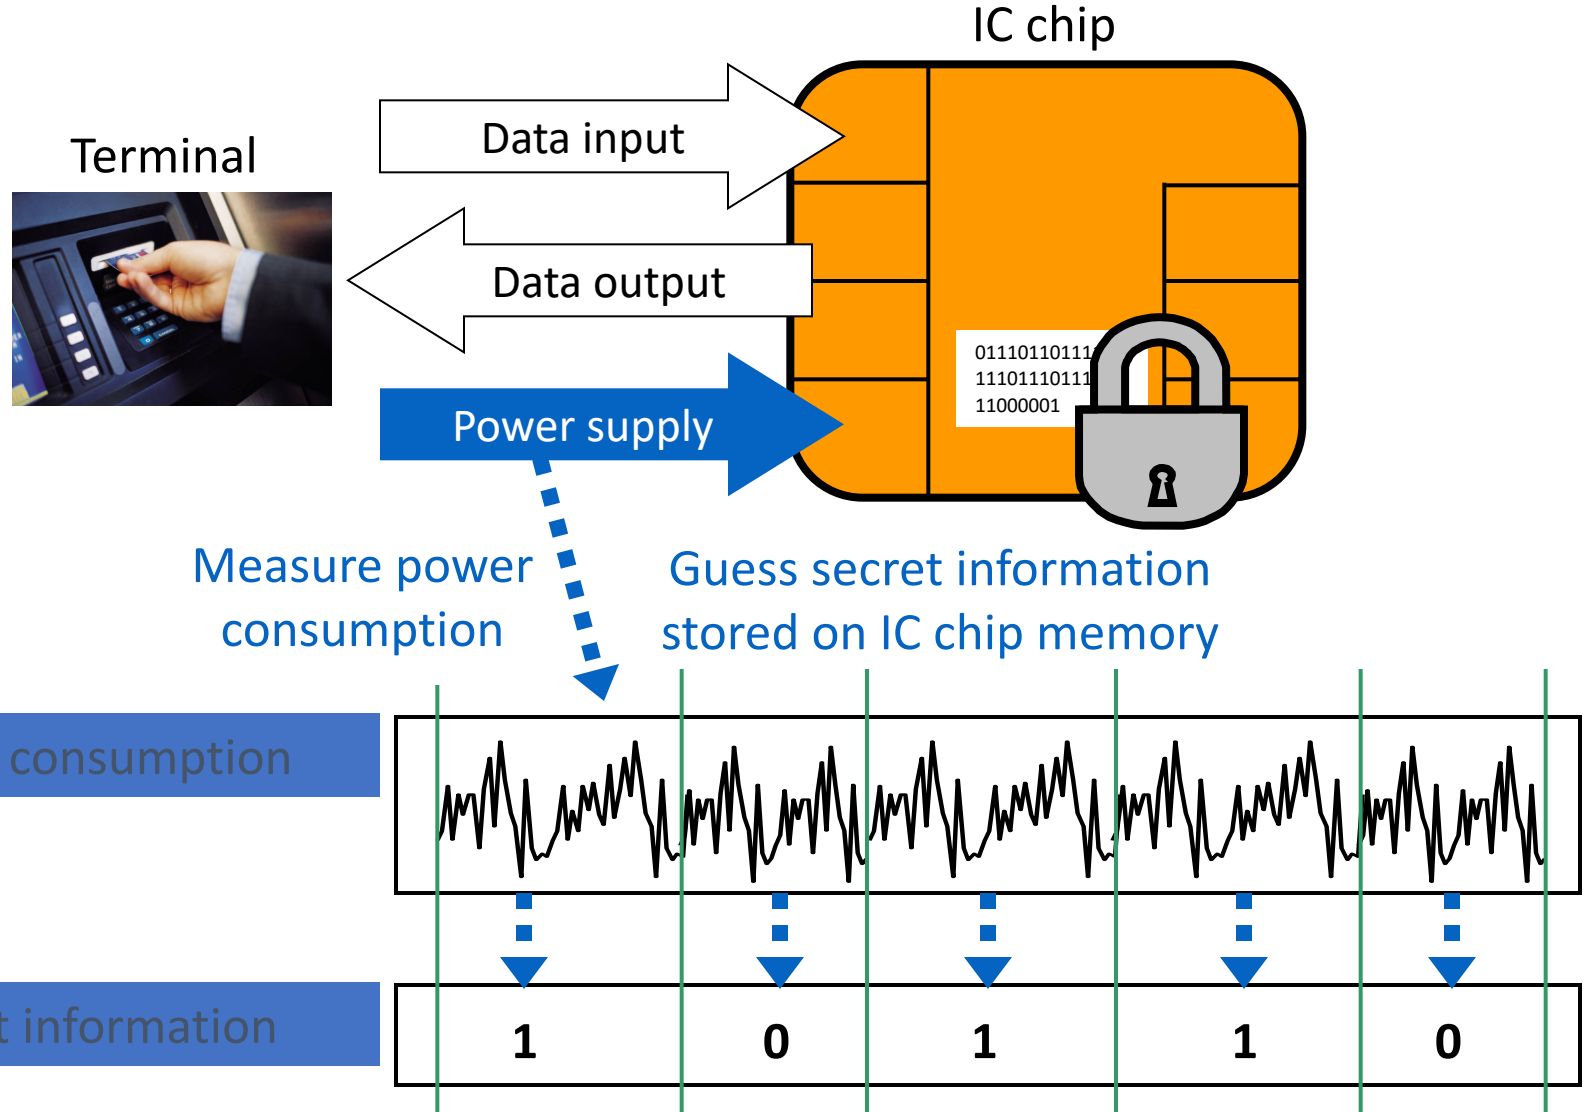 IC chip
Data input
Terminal
Data output
01110110111
11101110111
11000001
Power supply
Measure power
consumption
Guess secret information
stored on IC chip memory
consumption
information
1 0 1 1 0